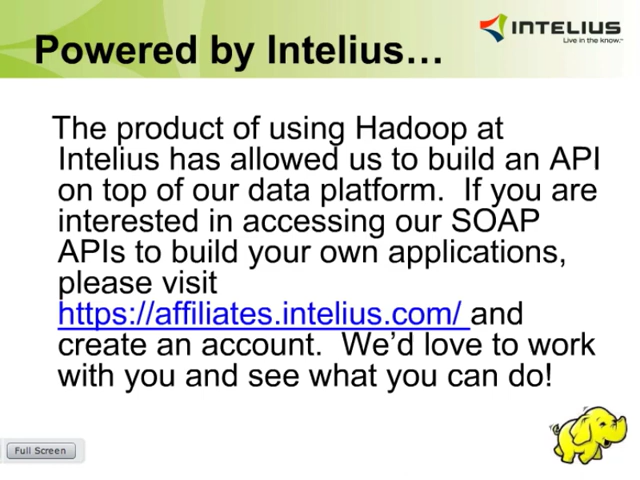 Powered by Intelius…
INTELIUS
Live in the know.™
The product of using Hadoop at
Intelius has allowed us to build an API
on top of our data platform.  If you are
interested in accessing our SOAP
APIs to build your own applications,
please visit
https://affiliates.intelius.com/ and
create an account.  We’d love to work
with you and see what you can do!
Full Screen